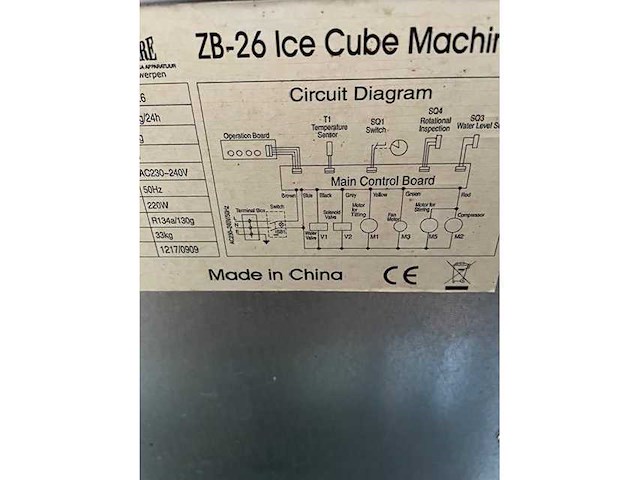 ZB-26 Ice Cube Machin
RE
APPARATUUR
werpen
.6
g/24h
g
AC230~240V
50Hz
220W
R134a/130g
33kg
1217/0909
Circuit Diagram
Operation Board
T1
Temperature
Sensor
SQ1
Switch
SQ4
Rotational
Inspection
SQ3
Water Level Se
Main Control Board
Brown
Blue
Black
Grey
Yellow
Green
Red
Terminal Box
Switch
Water
Valve
Solenoid
Valve
Motor
for
Tilting
Fan
Motor
Motor for
Stirring
Compressor
V1
V2
M1
M3
M5
M2
Made in China
CE